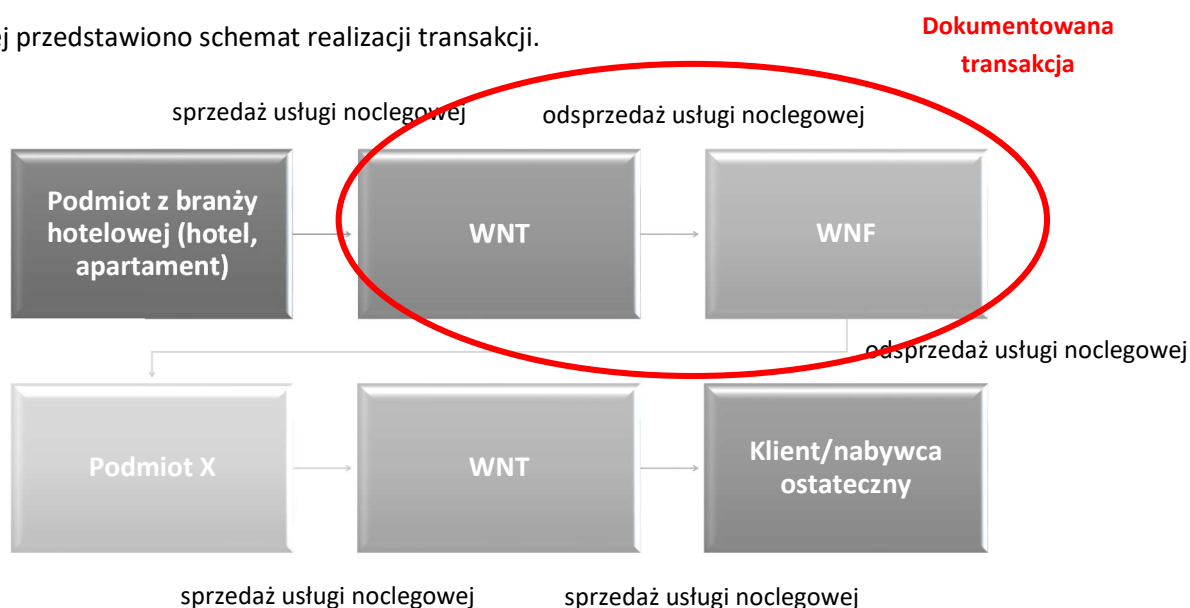 j przedstawiono schemat realizacji transakcji.
Dokumentowana
transakcja
sprzedaż usługi noclegowej
odsprzedaż usługi noclegowej
Podmiot z branży
hotelowej (hotel,
apartament)
WNT
WNF
odsprzedaż usługi noclegowej
Podmiot X
WNT
Klient/nabywca
ostateczny
sprzedaż usługi noclegowej
sprzedaż usługi noclegowej